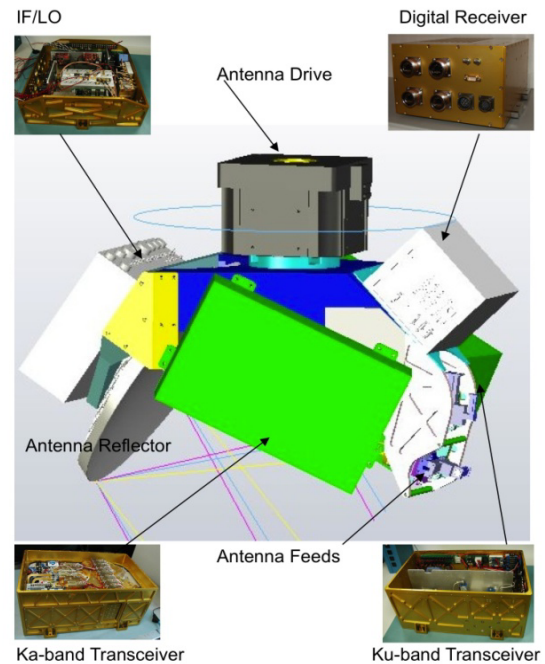 IF/LO
Digital Receiver
Antenna Drive
Antenna Reflector
Antenna Feeds
Ka-band Transceiver
Ku-band Transceiver